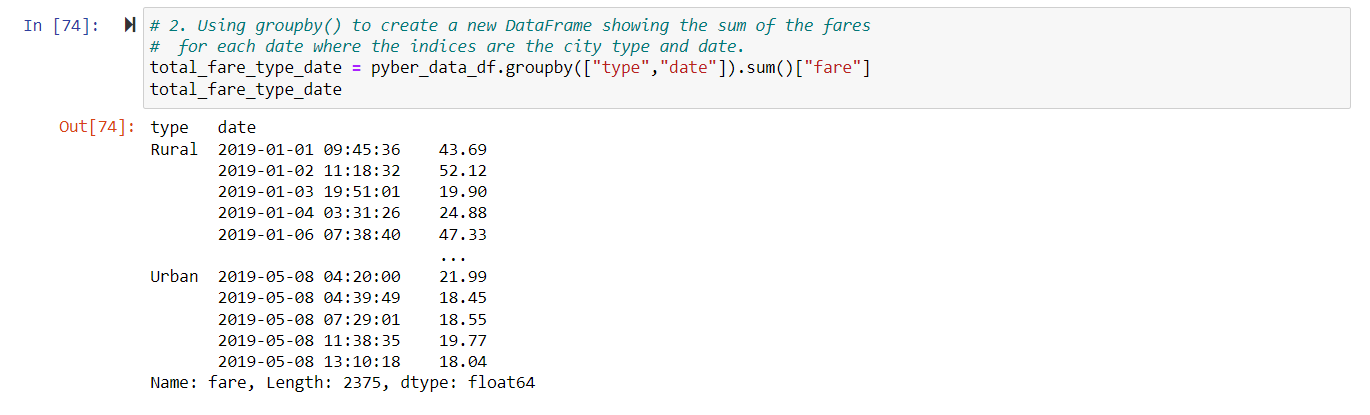 In [74]:
# 2. Using groupby() to create a new DataFrame showing the sum of the fares
#  for each date where the indices are the city type and date.
total_fare_type_date = pyber_data_df.groupby(["type","date"]).sum()["fare"]
total_fare_type_date
Out[74]: type   date
Rural  2019-01-01 09:45:36    43.69
2019-01-02 11:18:32    52.12
2019-01-03 19:51:01    19.90
2019-01-04 03:31:26    24.88
2019-01-06 07:38:40    47.33
...
Urban  2019-05-08 04:20:00    21.99
2019-05-08 04:39:49    18.45
2019-05-08 07:29:01    18.55
2019-05-08 11:38:35    19.77
2019-05-08 13:10:18    18.04
Name: fare, Length: 2375, dtype: float64